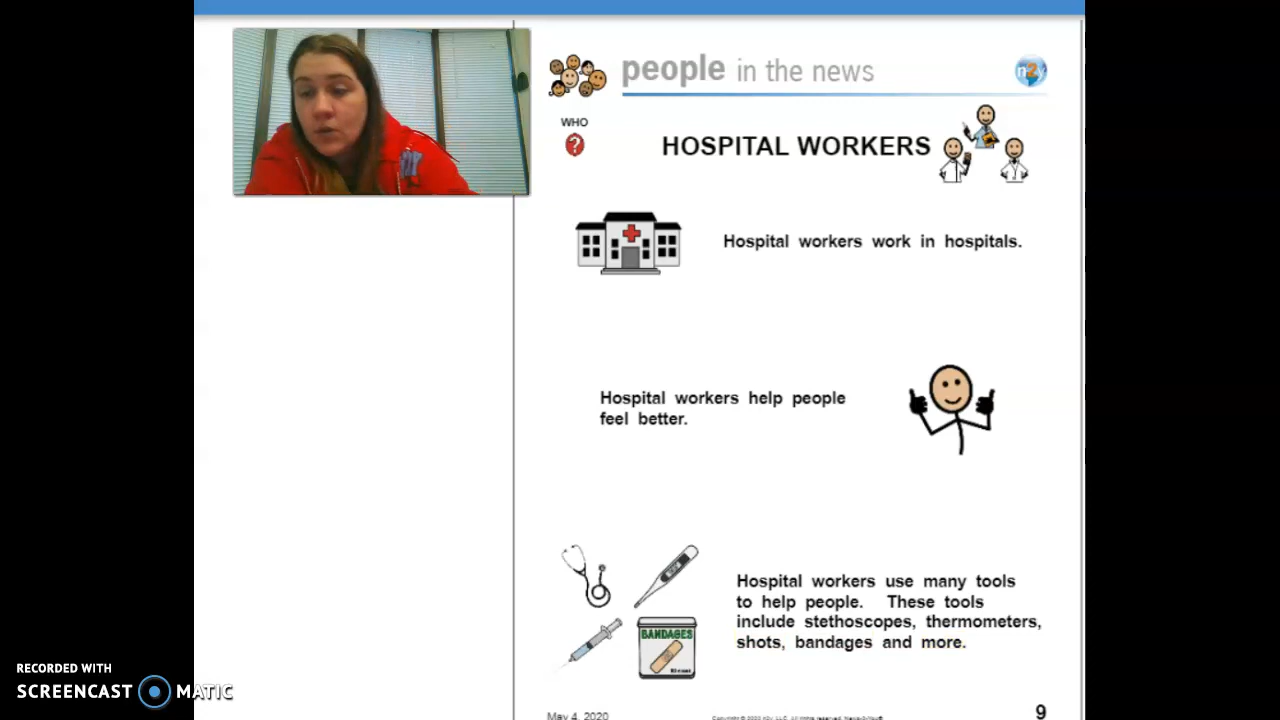 people in the news
n2y
WHO
?
HOSPITAL WORKERS
Hospital workers work in hospitals.
Hospital workers help people
feel better.
Hospital workers use many tools
to help people. These tools
include stethoscopes, thermometers,
shots, bandages and more.
BANDAGES
May 4, 2020
9
RECORDED WITH
SCREENCAST MATIC